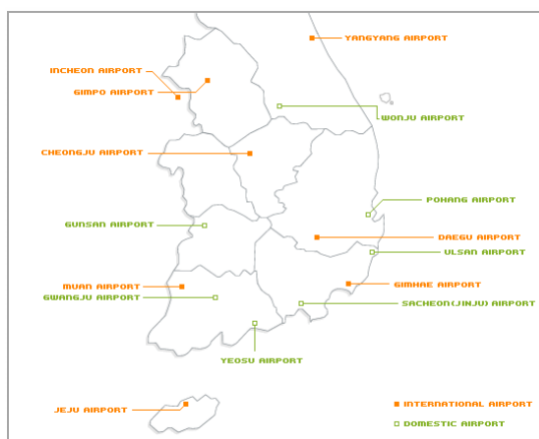 YANGYANG AIRPORT
INCHEON AIRPORT
GIMPO AIRPORT
WONJU AIRPORT
CHEONGJU AIRPORT
POHANG AIRPORT
GUNSAN AIRPORT
DAEGU AIRPORT
ULSAN AIRPORT
MUAN AIRPORT
GIMHAE AIRPORT
GWANGJU AIRPORT
SACHEON(JINJU) AIRPORT
YEOSU AIRPORT
JEJU AIRPORT
INTERNATIONAL AIRPORT
DOMESTIC AIRPORT